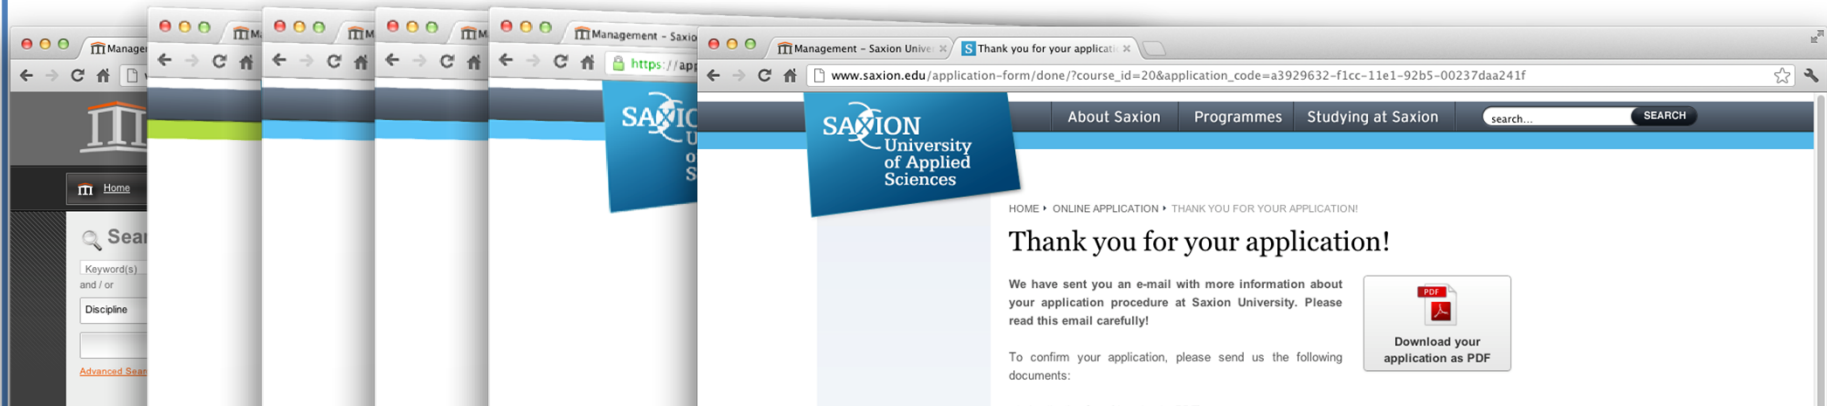 Manage
M
M
M
Management - Saxio
https://app
Management - Saxion Unive
Thank you for your applicati
www.saxion.edu/application-form/done/?course_id=20&application_code=a3929632-f1cc-11e1-92b5-00237daa241f
Home
Sear
Keyword(s)
and / or
Discipline
Advanced Sear
SAXIO
U
o
S
SAXION
University
of Applied
Sciences
About Saxion
Programmes
Studying at Saxion
search...
SEARCH
HOME ▸ ONLINE APPLICATION ▸ THANK YOU FOR YOUR APPLICATION!
Thank you for your application!
We have sent you an e-mail with more information about
your application procedure at Saxion University. Please
read this email carefully!
To confirm your application, please send us the following
documents:
PDF
Download your
application as PDF